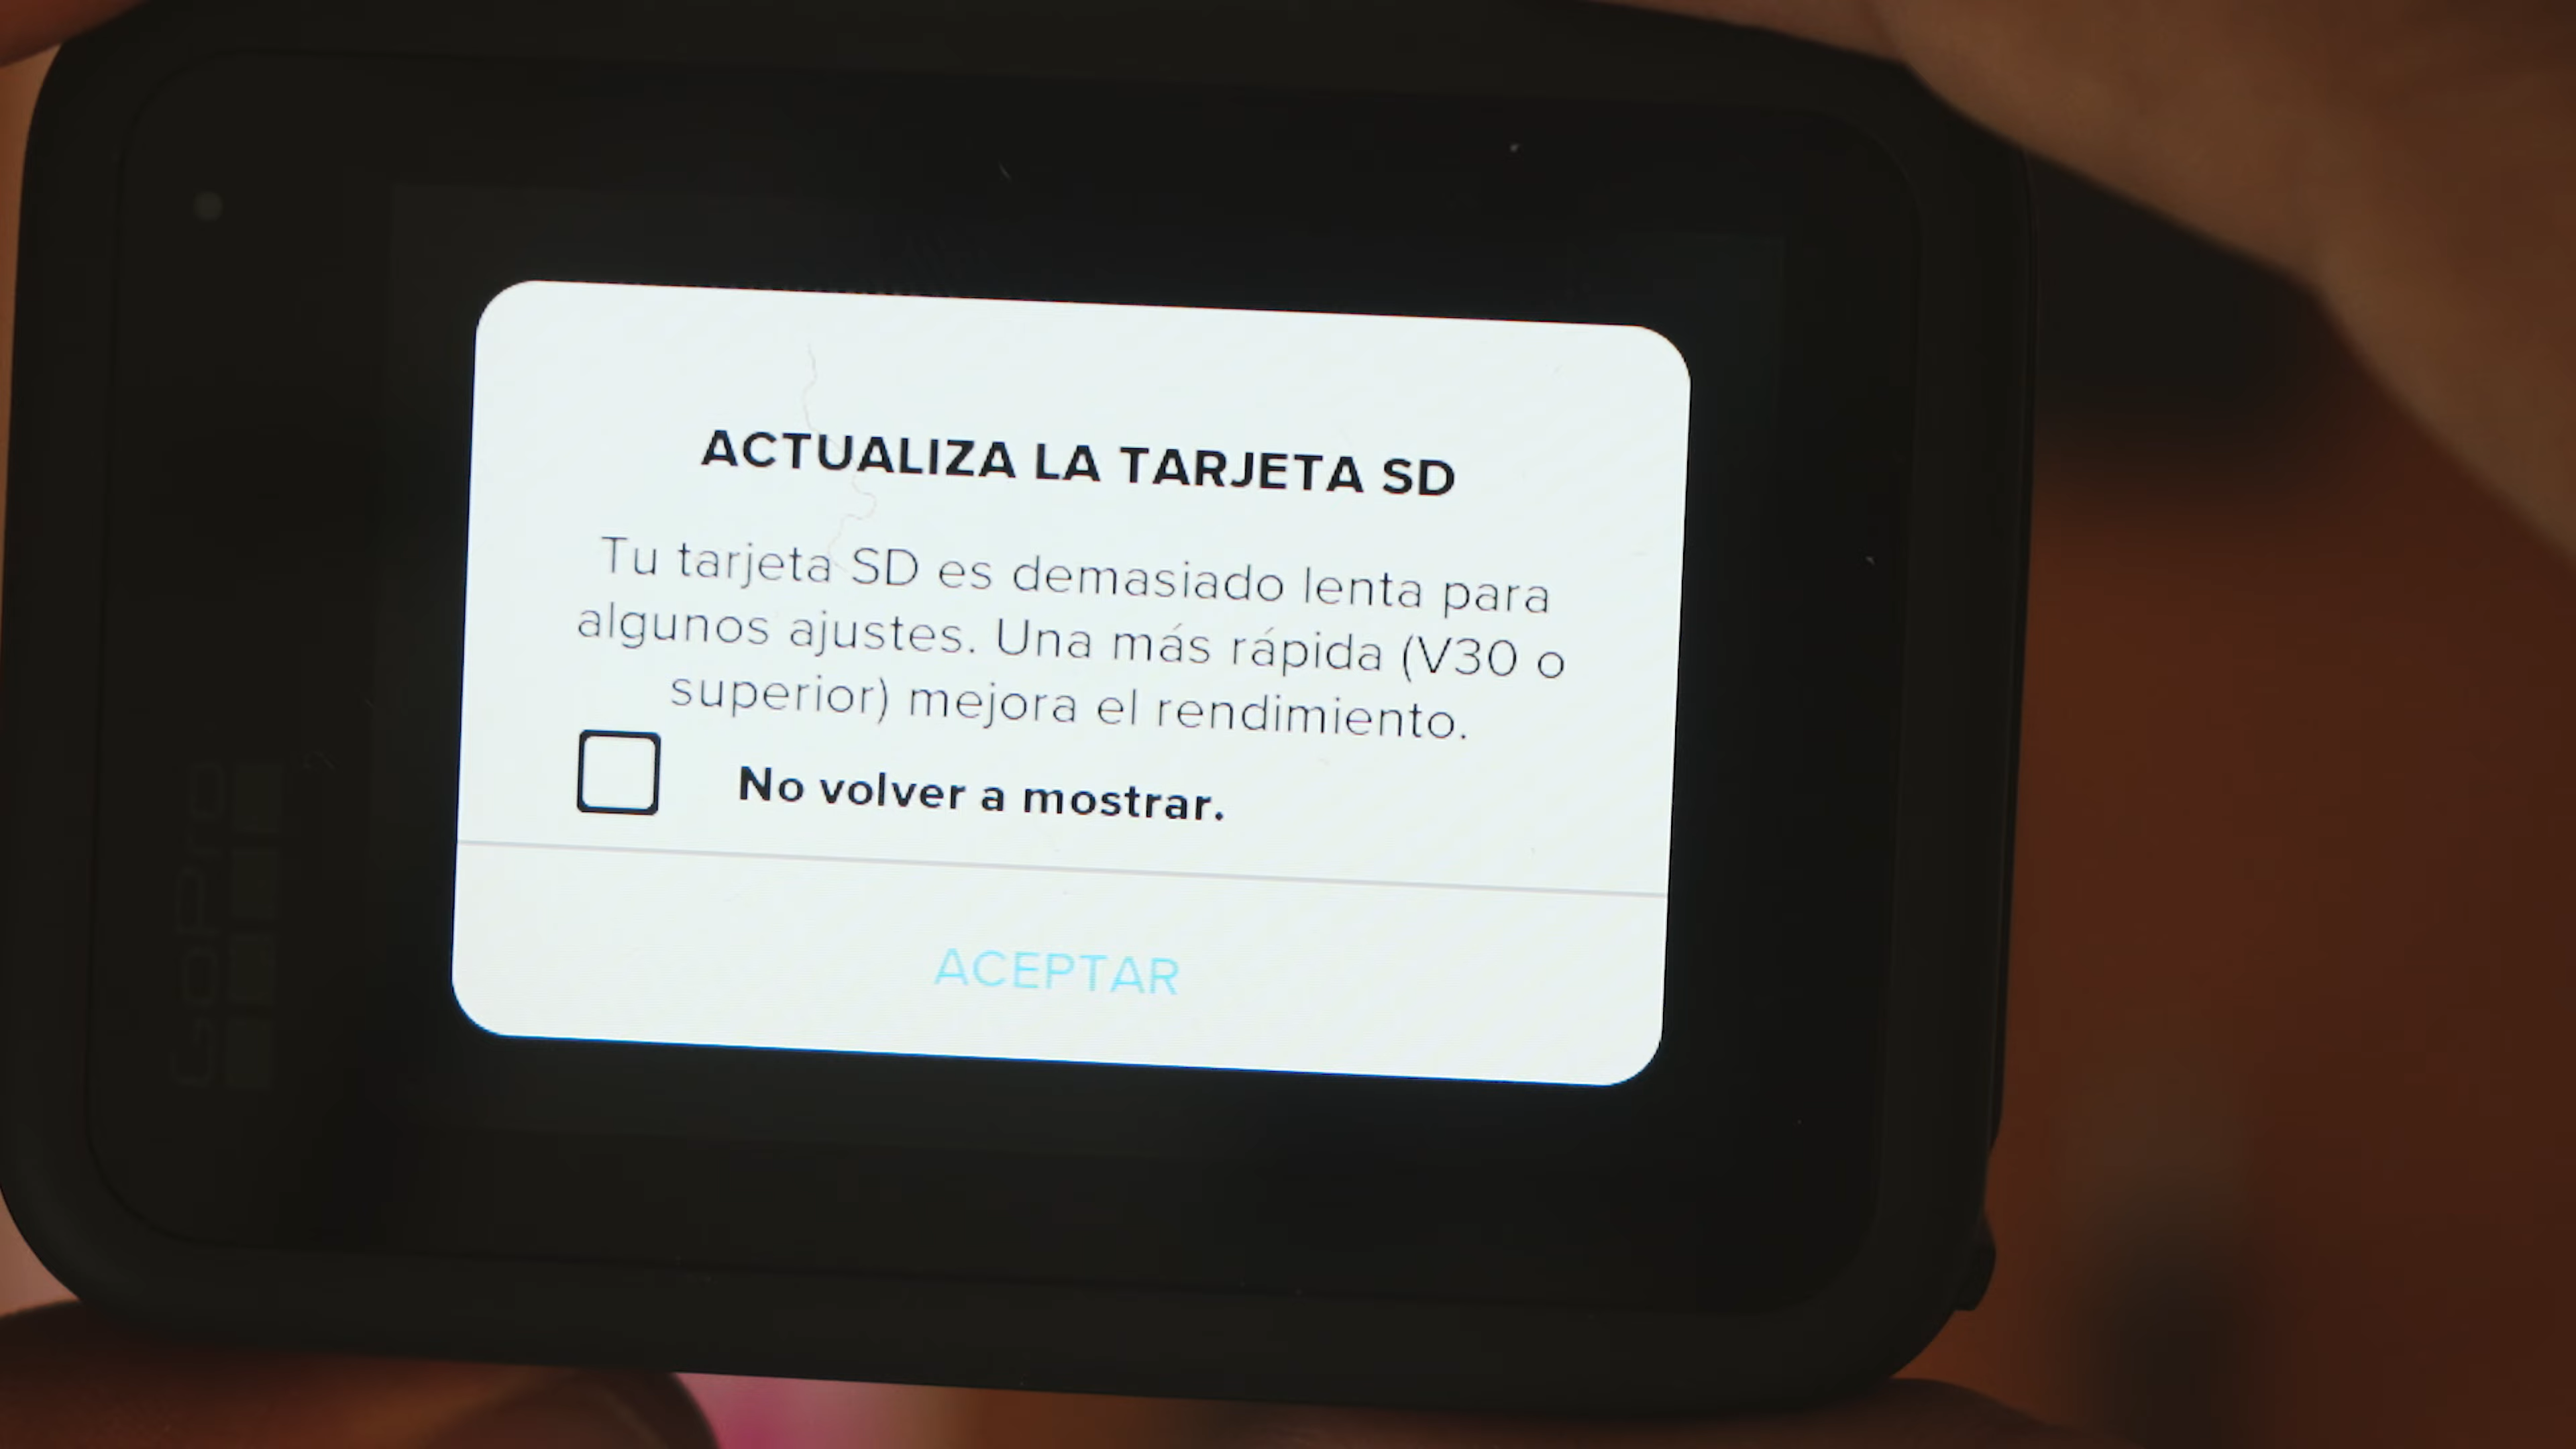 ACTUALIZA LA TARJETA SD
Tu tarjeta SD es demasiado lenta para
algunos ajustes. Una más rápida (V30 o
superior) mejora el rendimiento.
No volver a mostrar.
ACEPTAR
GoPro